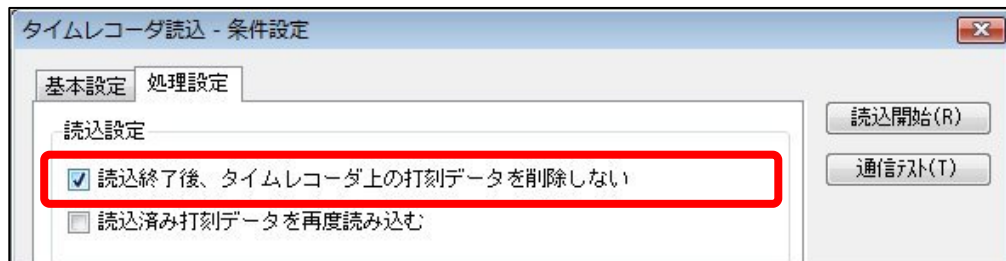 タイムレコーダ読込 - 条件設定
基本設定 処理設定
読込設定
読込開始(R)
読込終了後、タイムレコーダ上の打刻データを削除しない
通信テスト(T)
読込済み打刻データを再度読み込む